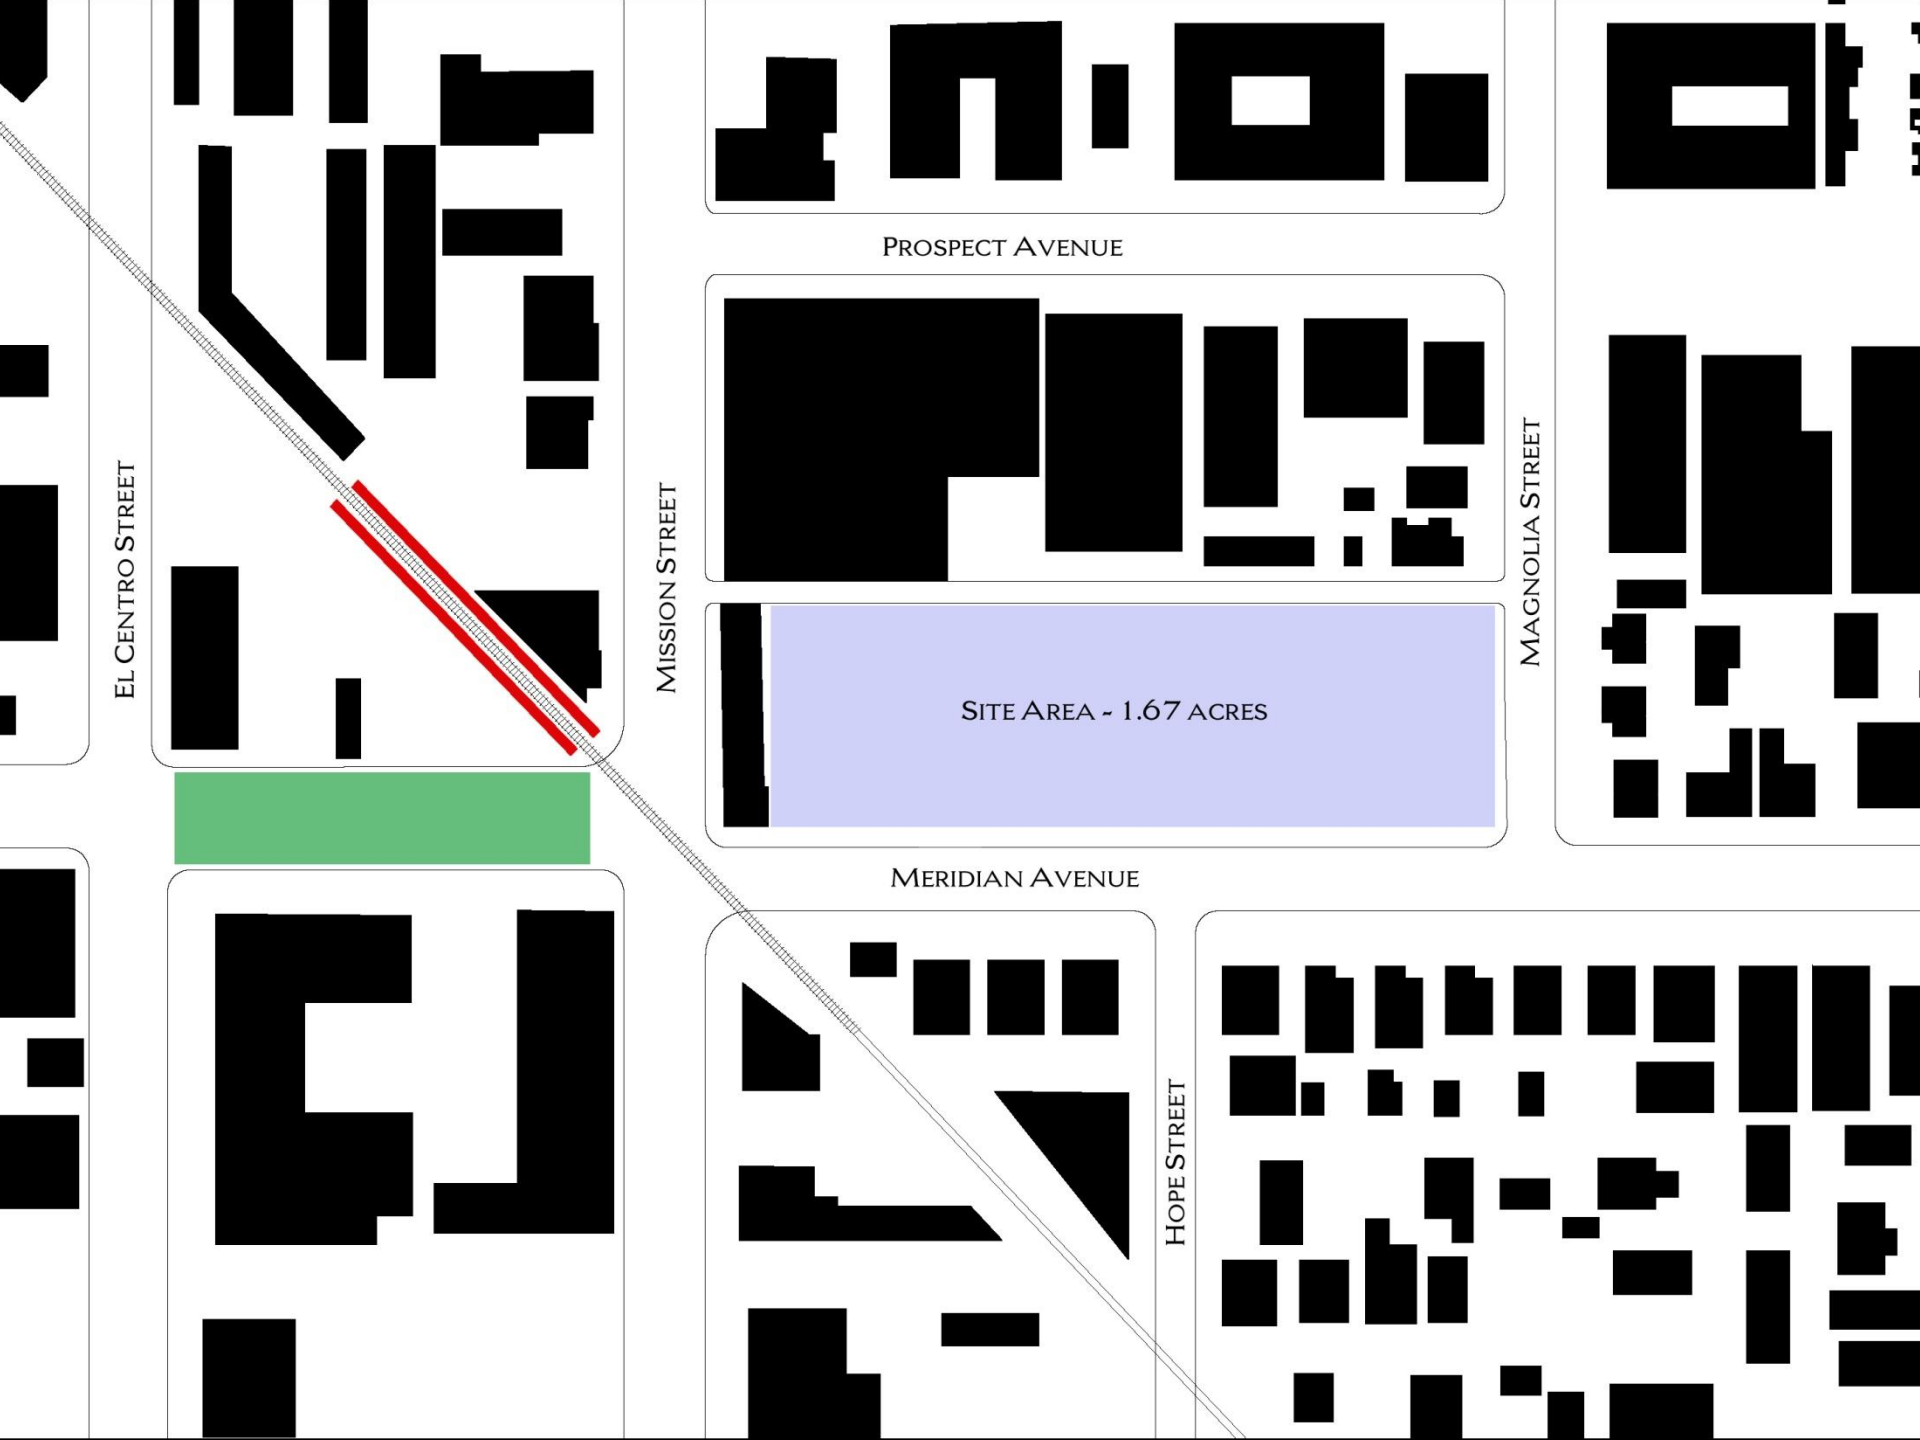 PROSPECT AVENUE
EL CENTRO STREET
MISSION STREET
MAGNOLIA STREET
SITE AREA - 1.67 ACRES
MERIDIAN AVENUE
HOPE STREET